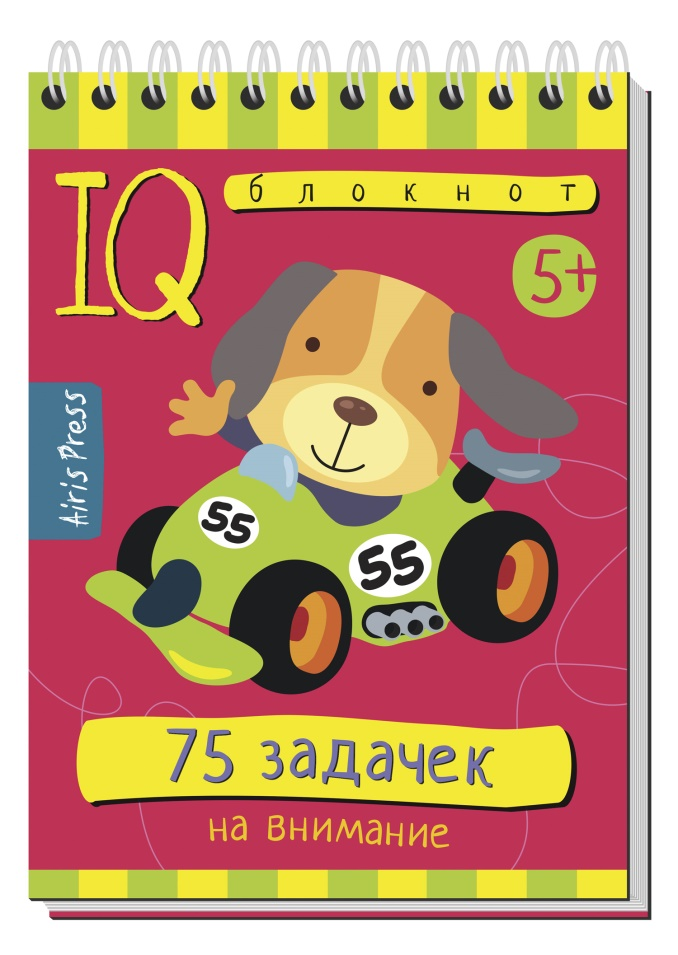 IQ
блокнот
5+
Airis Press
55
55
75 задачек
на внимание